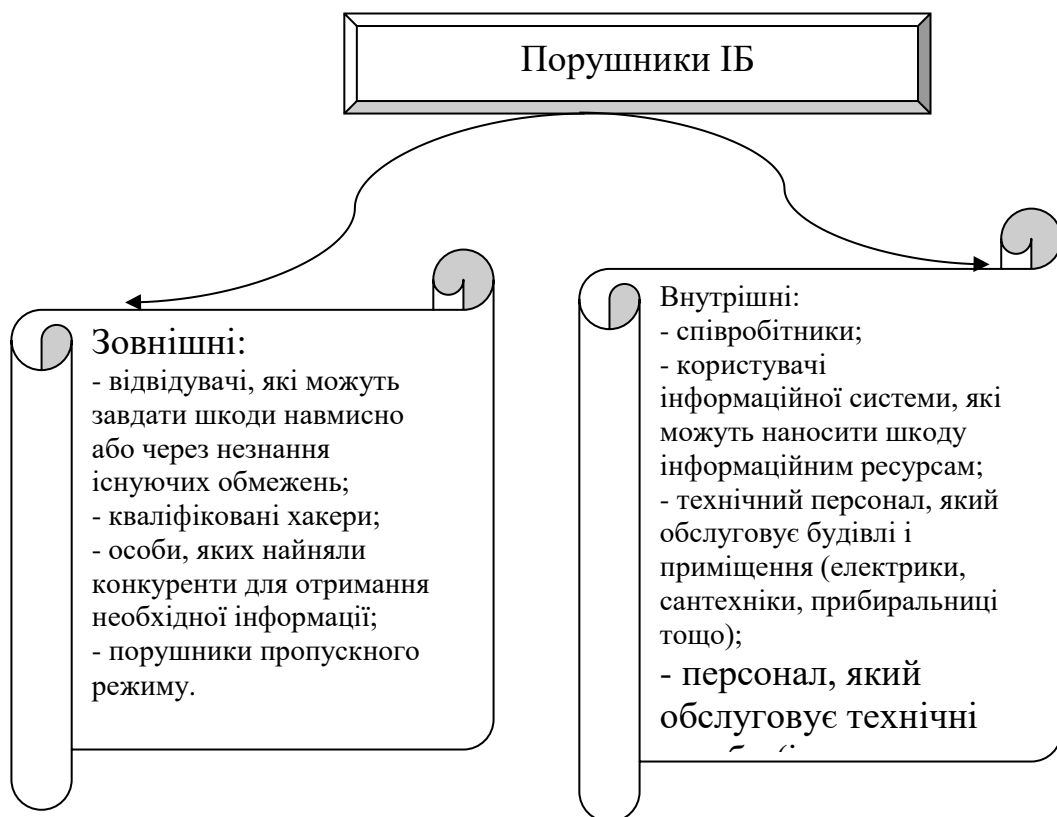 Порушники ІБ
Зовнішні:
- відвідувачі, які можуть
завдати шкоди навмисно
або через незнання
існуючих обмежень;
- кваліфіковані хакери;
- особи, яких найняли
конкуренти для отримання
необхідної інформації;
- порушники пропускного
режиму.
Внутрішні:
- співробітники;
- користувачі
інформаційної системи, які
можуть наносити шкоду
інформаційним ресурсам;
- технічний персонал, який
обслуговує будівлі і
приміщення (електрики,
сантехніки, прибиральниці
тощо);
- персонал, який
обслуговує технічні